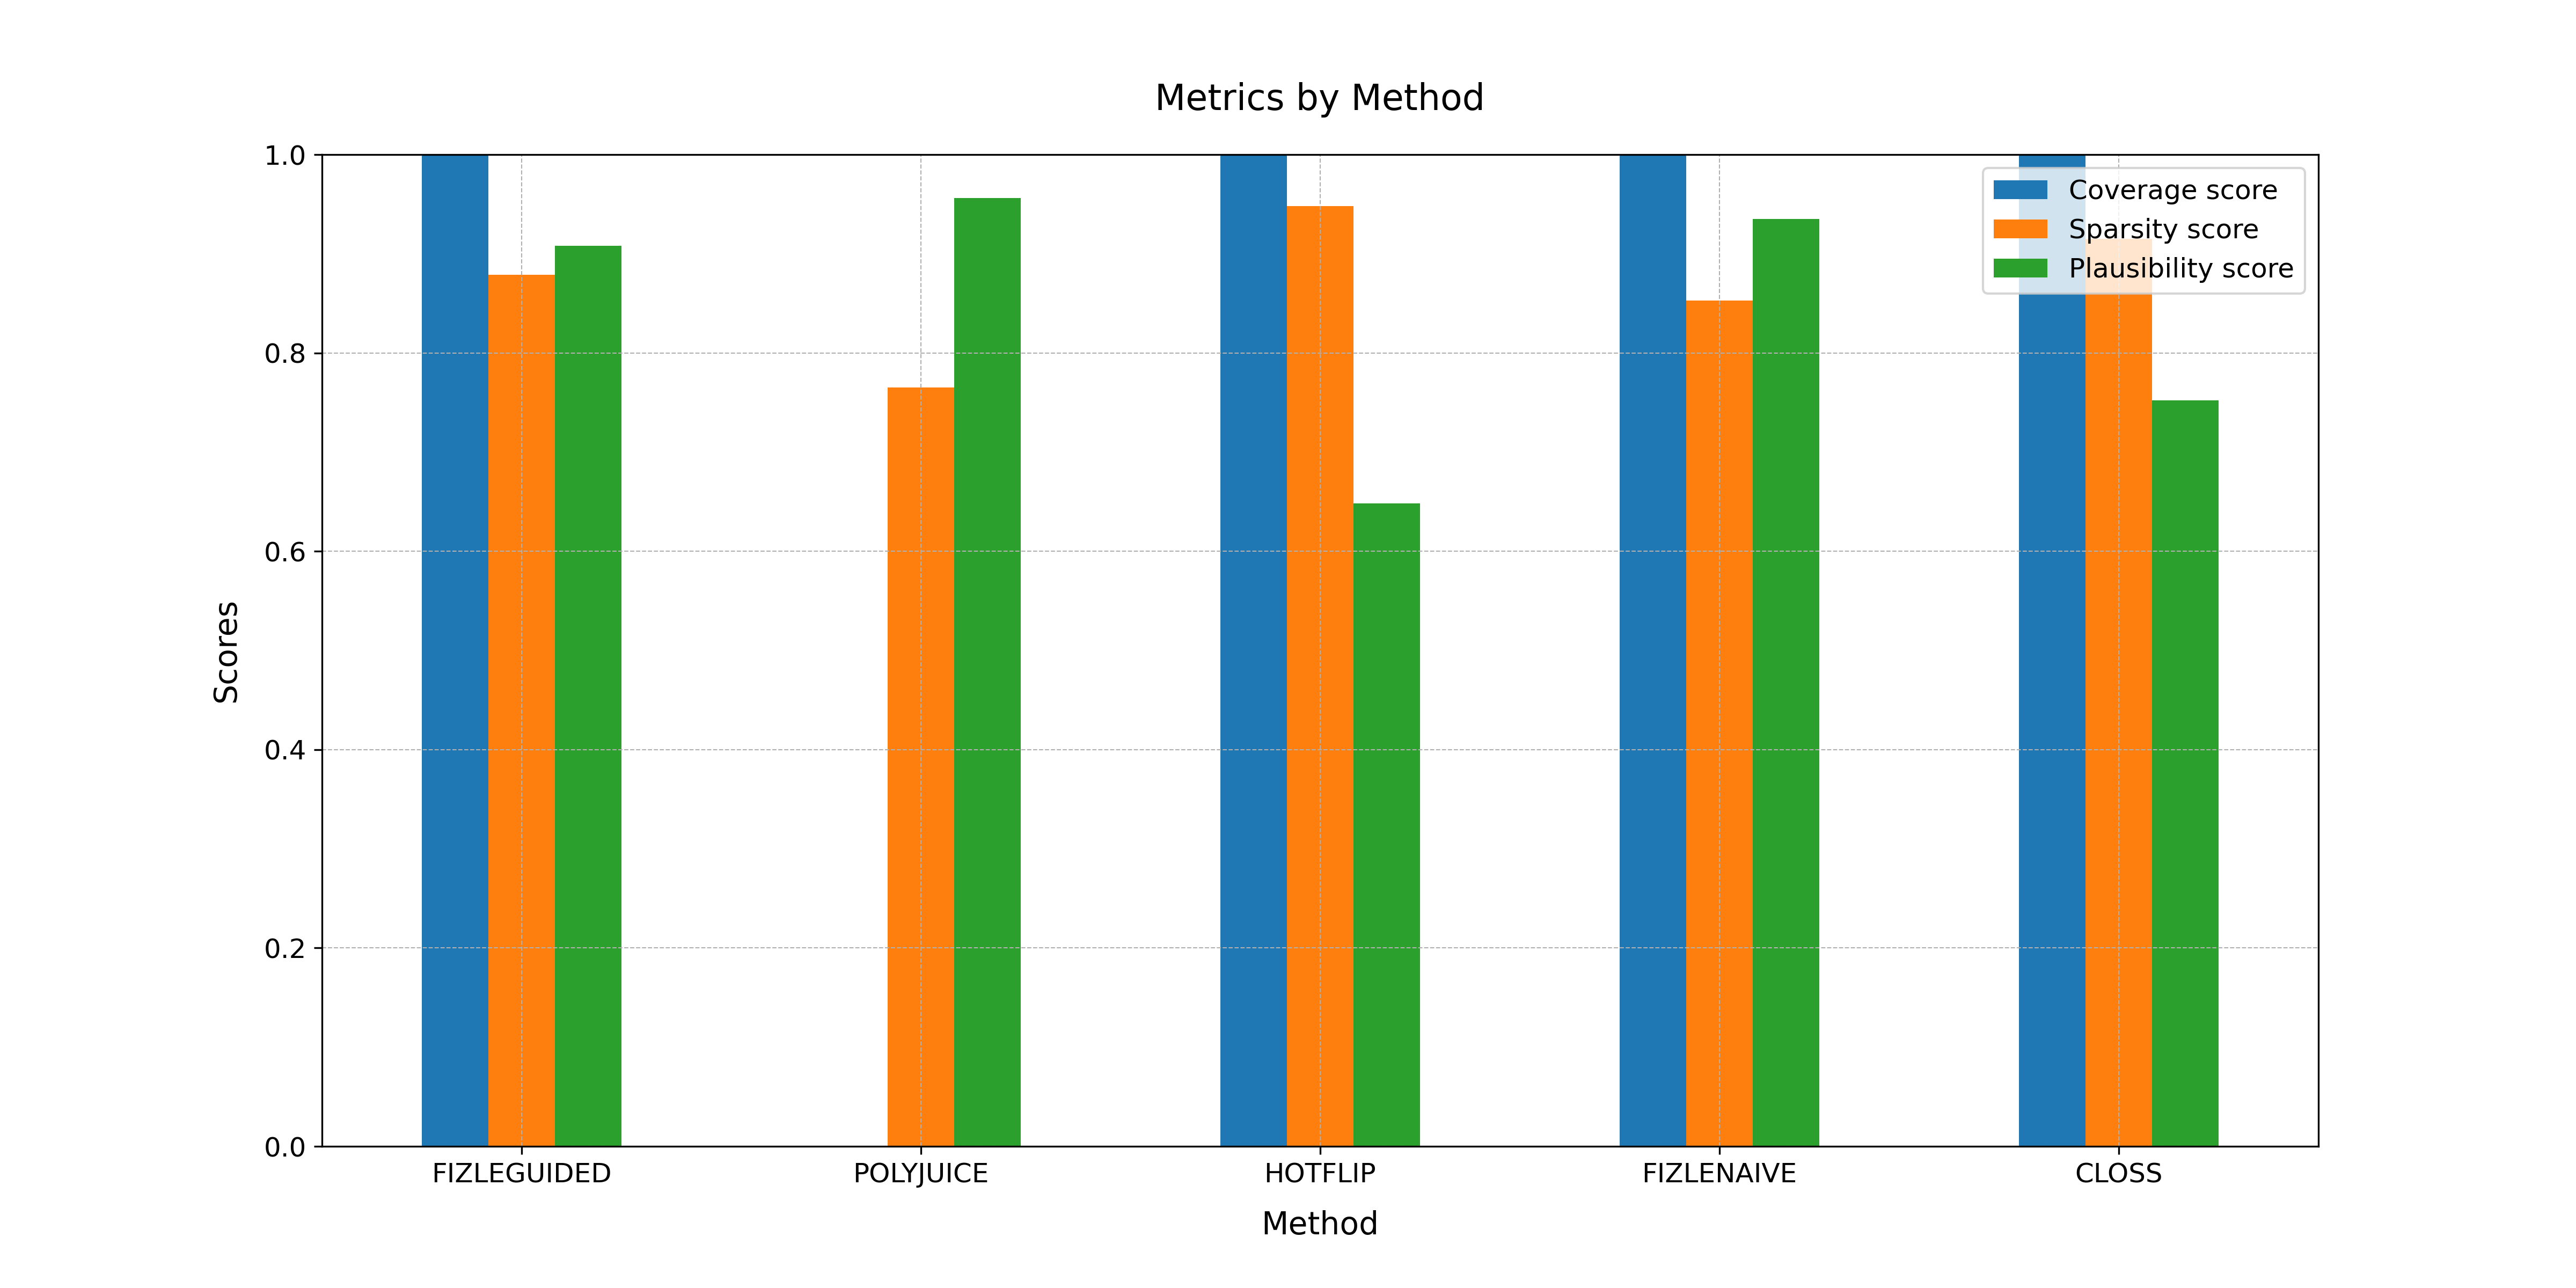 Metrics by Method
1.0
0.8
0.6
0.4
0.2
0.0
Scores
Coverage score
Sparsity score
Plausibility score
FIZLEGUIDED
POLYJUICE
HOTFLIP
FIZLENAIVE
CLOSS
Method